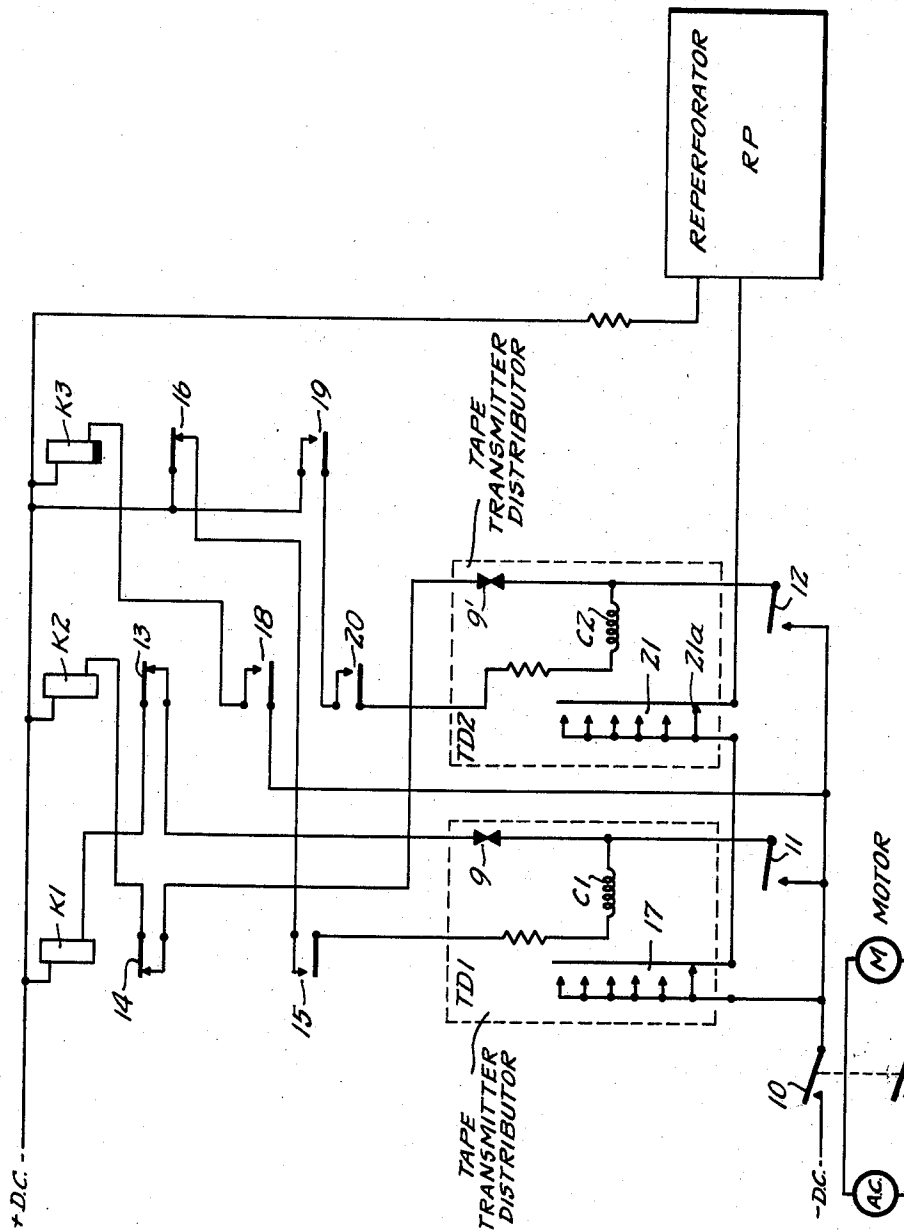 + D.C.
K1
K2
K3
14
13
16
15
18
19
20
TAPE
TRANSMITTER
DISTRIBUTOR
TAPE
TRANSMITTER
DISTRIBUTOR
TD1
9
C1
17
TD2
9'
C2
21
21a
REPERFORATOR
RP
11
12
10
- D.C.
A.C.
M
MOTOR